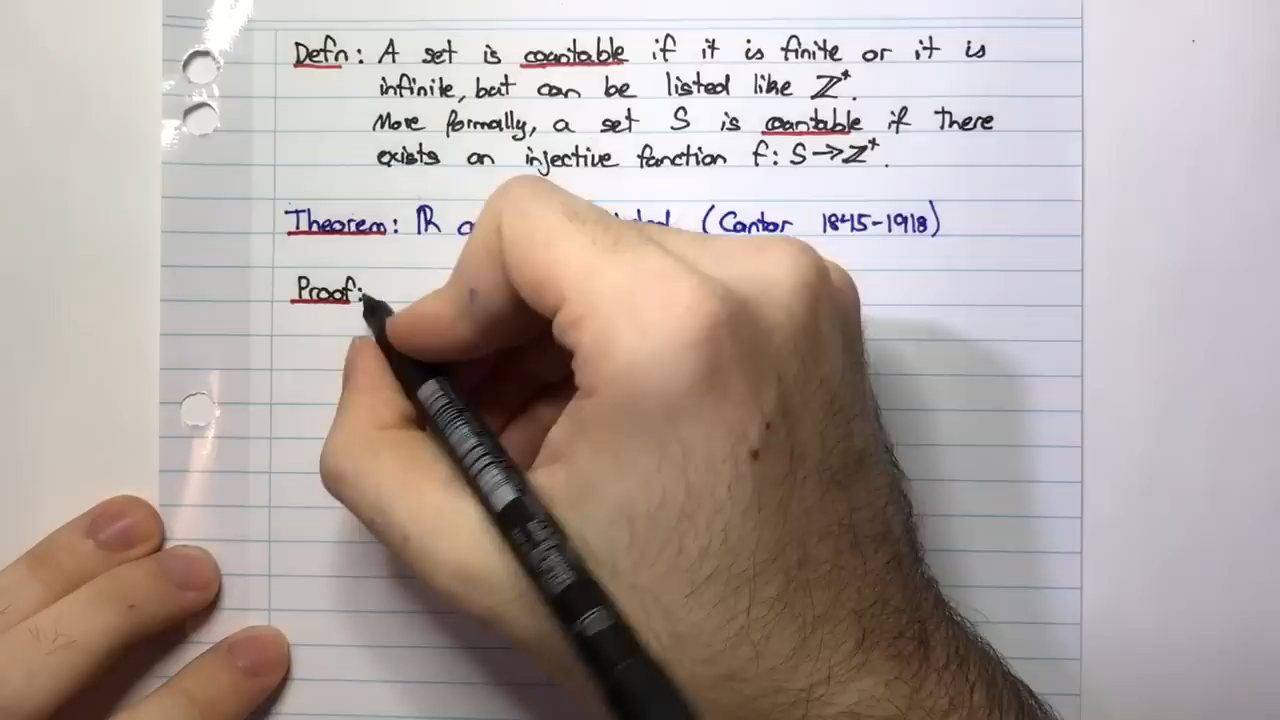 Defn: A set is countable if it is finite or it is
infinite, but can be listed like ℤ⁺.
More formally, a set S is countable if there
exists an injective function f: S→ℤ⁺.
Theorem: ℝ (Cantor 1845-1918)
Proof: